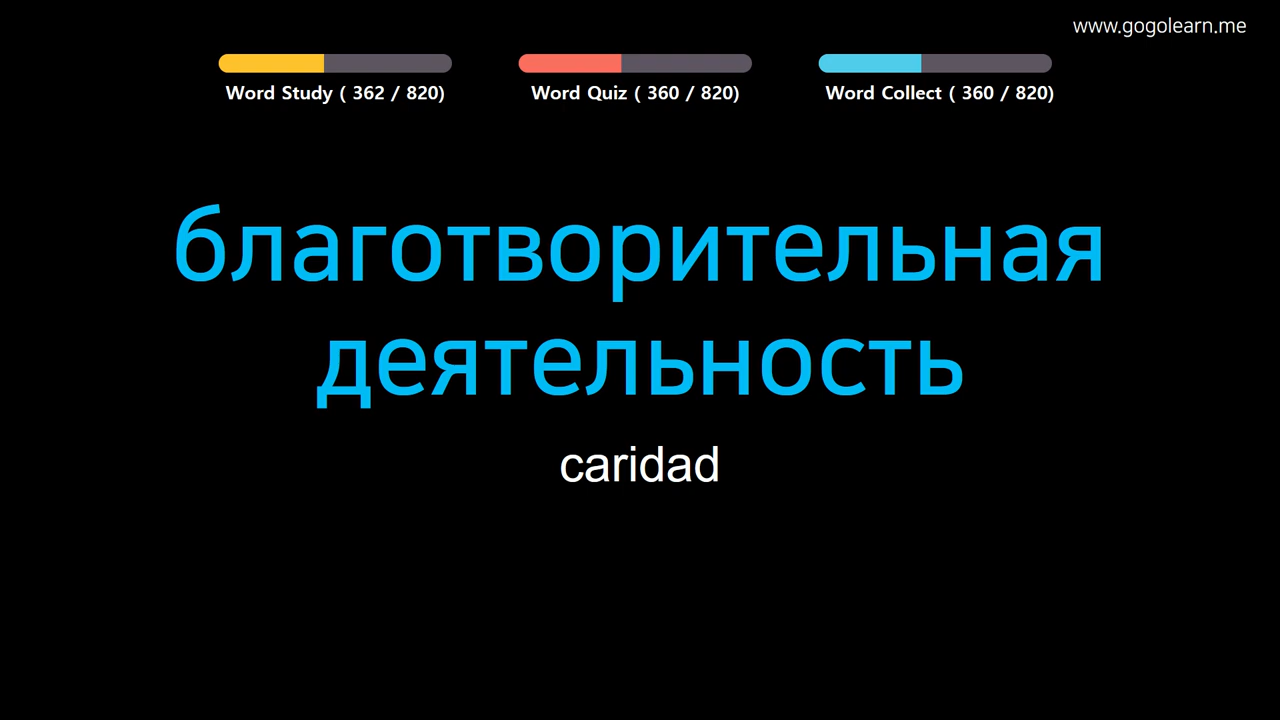 www.gogolearn.me
Word Study ( 362 / 820)
Word Quiz ( 360 / 820)
Word Collect ( 360 / 820)
благотворительная
деятельность
caridad